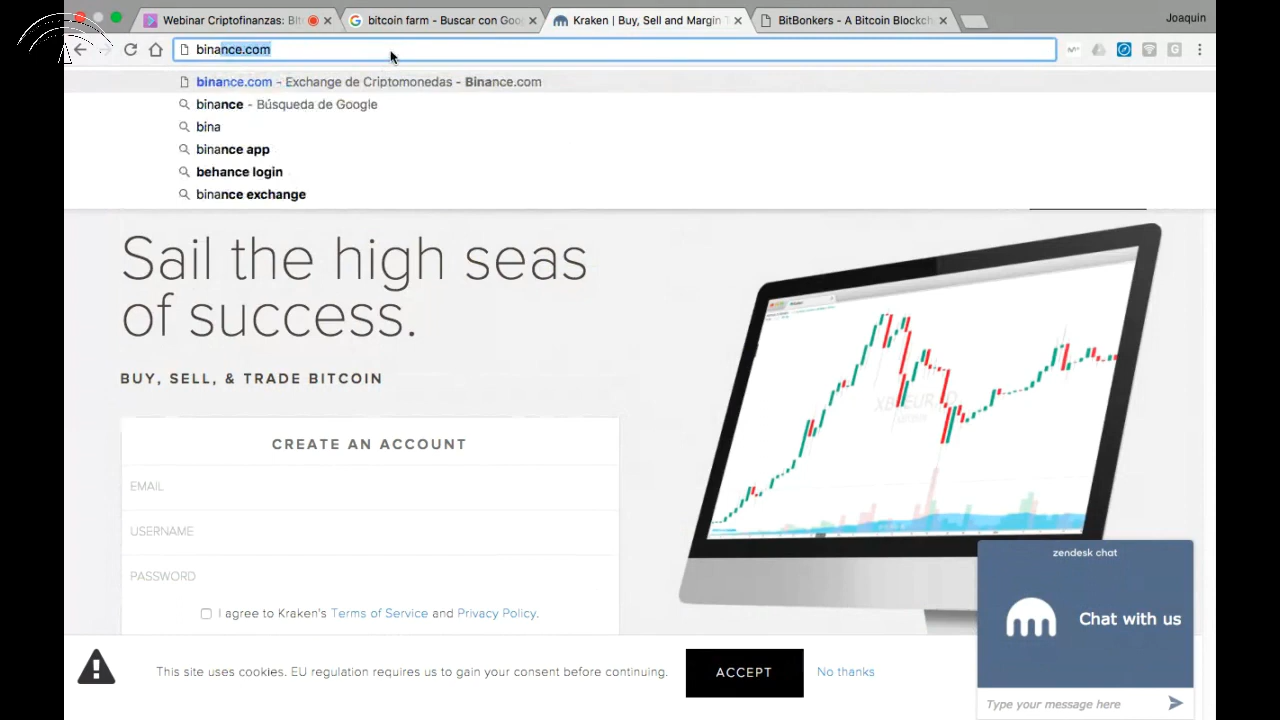 Webinar Criptofinanzas: Bit
bitcoin farm - Buscar con Goo
Kraken | Buy, Sell and Margin T
BitBonkers - A Bitcoin Blockch
Joaquin
binance.com
binance.com - Exchange de Criptomonedas - Binance.com
binance - Búsqueda de Google
bina
binance app
behance login
binance exchange
Sail the high seas
of success.
BUY, SELL, & TRADE BITCOIN
CREATE AN ACCOUNT
EMAIL
USERNAME
PASSWORD
I agree to Kraken's Terms of Service and Privacy Policy.
zendesk chat
Chat with us
Type your message here
This site uses cookies. EU regulation requires us to gain your consent before continuing.
ACCEPT
No thanks